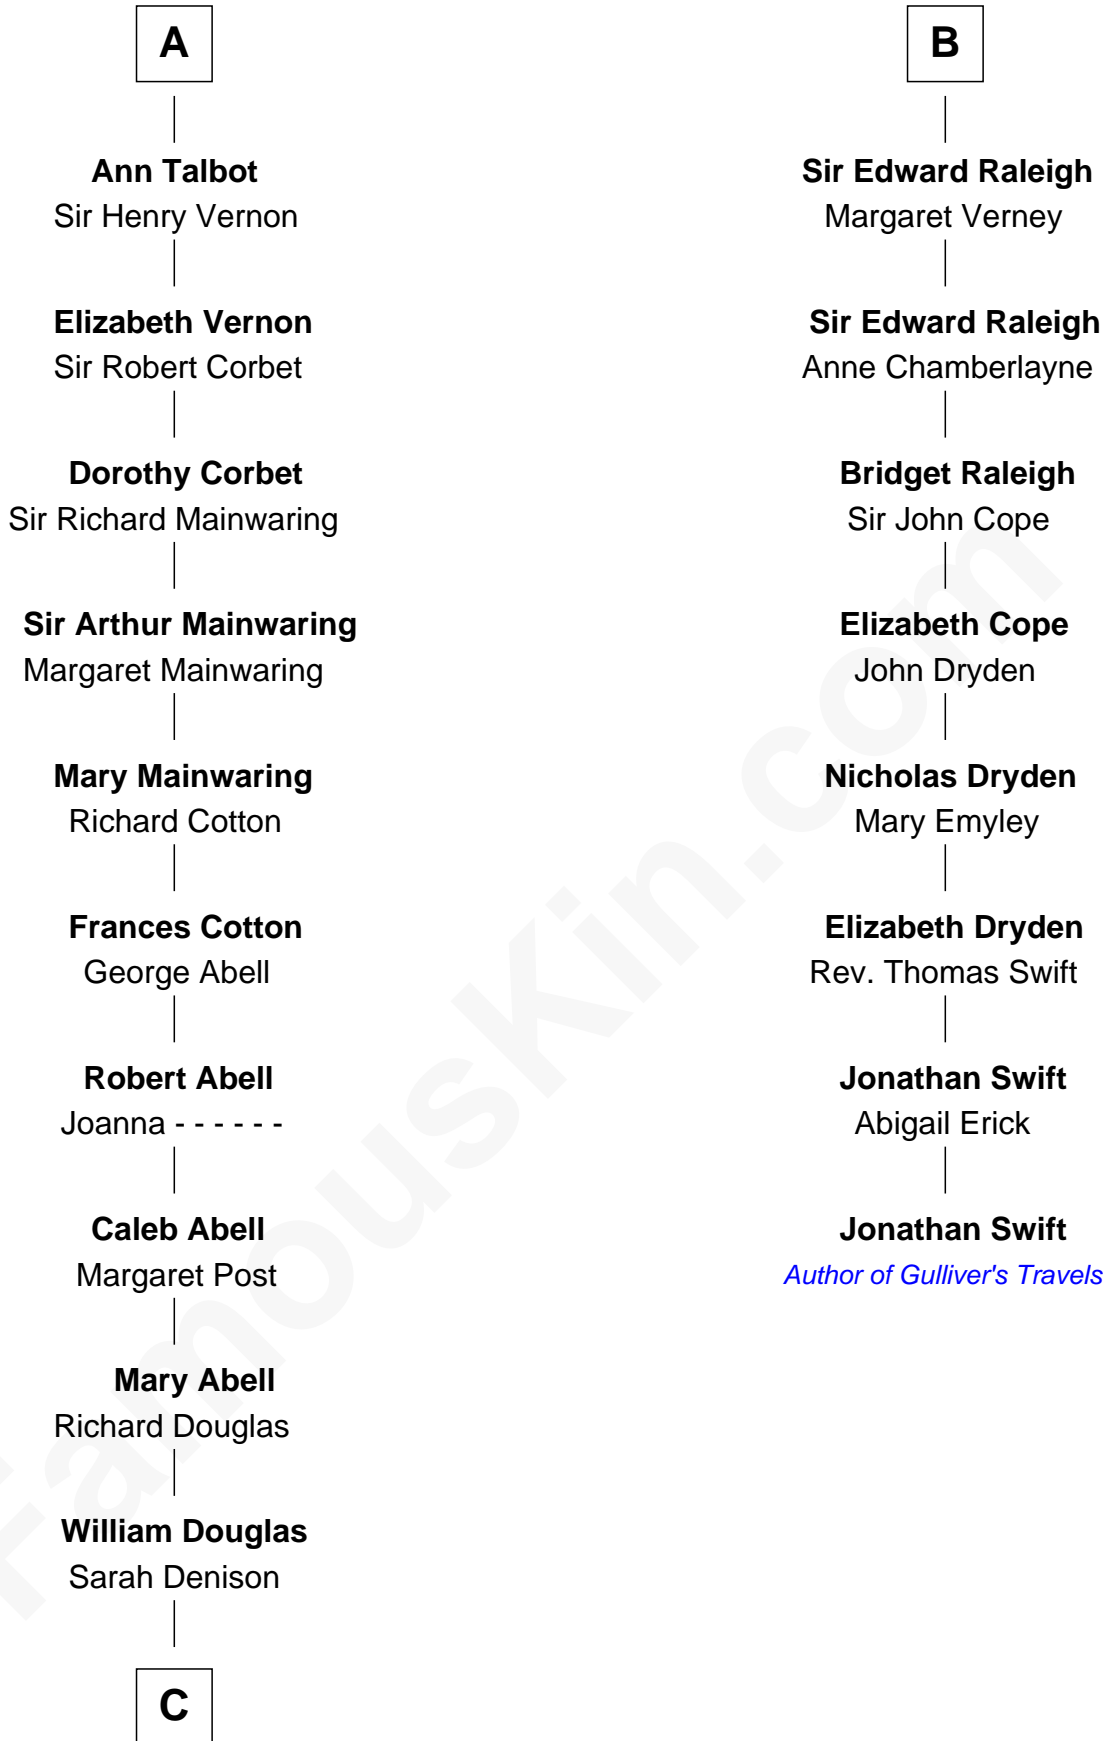 A
Ann Talbot
Sir Henry Vernon
Elizabeth Vernon
Sir Robert Corbet
Dorothy Corbet
Sir Richard Mainwaring
Sir Arthur Mainwaring
Margaret Mainwaring
Mary Mainwaring
Richard Cotton
Frances Cotton
George Abell
Robert Abell
Joanna - - - - - -
Caleb Abell
Margaret Post
Mary Abell
Richard Douglas
William Douglas
Sarah Denison
C
B
Sir Edward Raleigh
Margaret Verney
Sir Edward Raleigh
Anne Chamberlayne
Bridget Raleigh
Sir John Cope
Elizabeth Cope
John Dryden
Nicholas Dryden
Mary Emyley
Elizabeth Dryden
Rev. Thomas Swift
Jonathan Swift
Abigail Erick
Jonathan Swift
Author of Gulliver's Travels
FamousKin.com